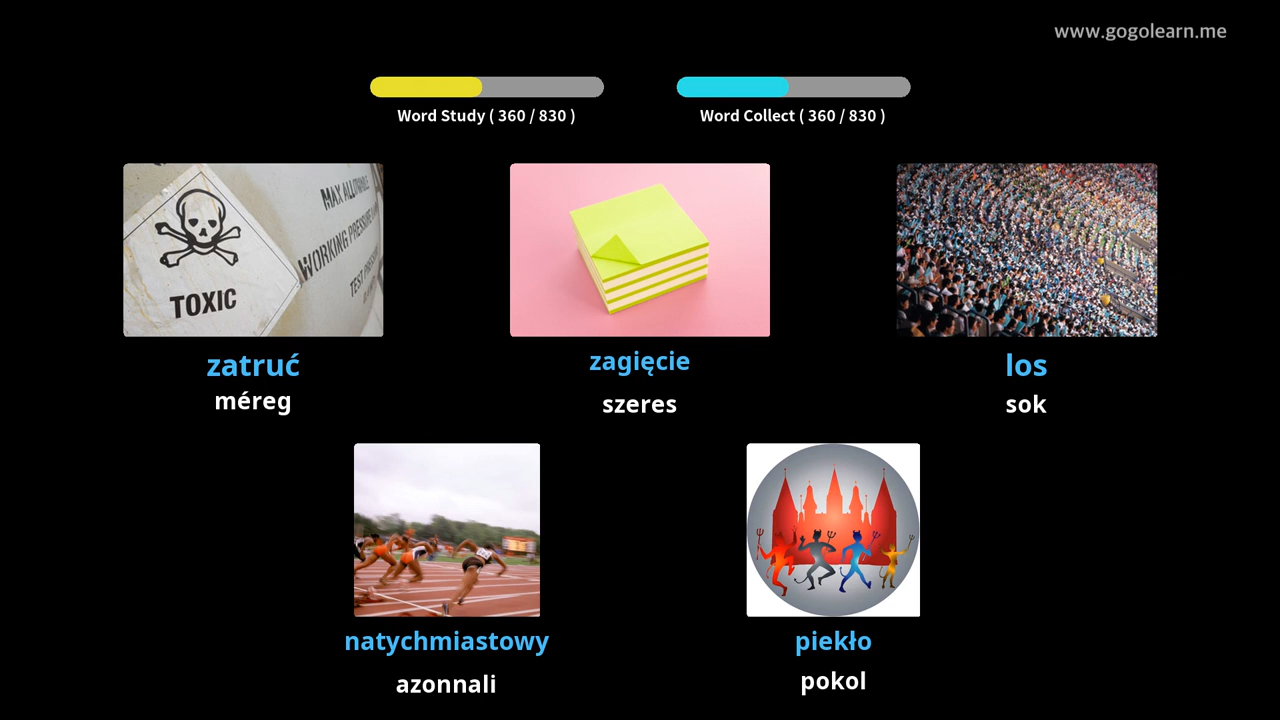 www.gogolearn.me
Word Study ( 360 / 830 )
Word Collect ( 360 / 830 )
MAX ALLOWABLE
WORKING PRESSURE
TOXIC
zatruć
méreg
zagięcie
szeres
los
sok
natychmiastowy
azonnali
piekło
pokol